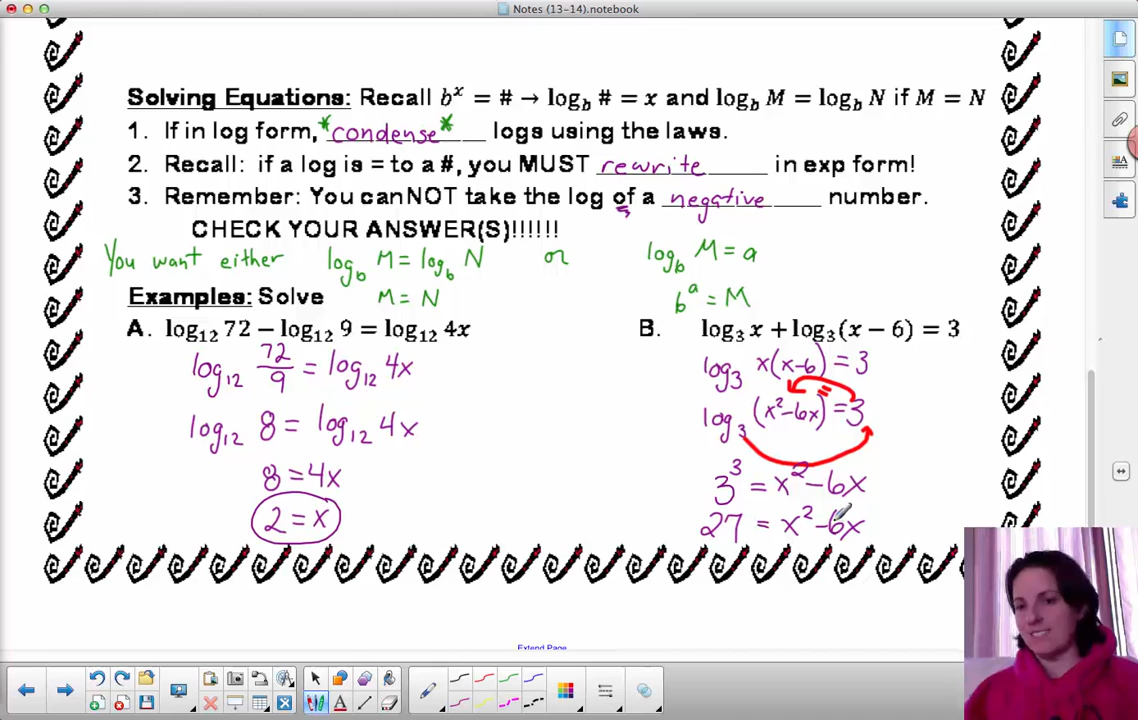 Notes (13-14).notebook
Solving Equations: Recall bˣ = # → log_b # = x and log_b M = log_b N if M = N
1. If in log form, *condense* logs using the laws.
2. Recall: if a log is = to a #, you MUST rewrite in exp form!
3. Remember: You canNOT take the log of a negative number.
CHECK YOUR ANSWER(S)!!!!!!
You want either log_b M = log_b N or log_b M = a
M = N b^a = M
Examples: Solve
A. log₁₂ 72 − log₁₂ 9 = log₁₂ 4x
log₁₂ 72/9 = log₁₂ 4x
log₁₂ 8 = log₁₂ 4x
8 = 4x
2 = x
B. log₃ x + log₃(x − 6) = 3
log₃ x(x-6) = 3
log₃ (x²-6x) = 3
=
3³ = x² - 6x
27 = x² - 6x
Extend Page